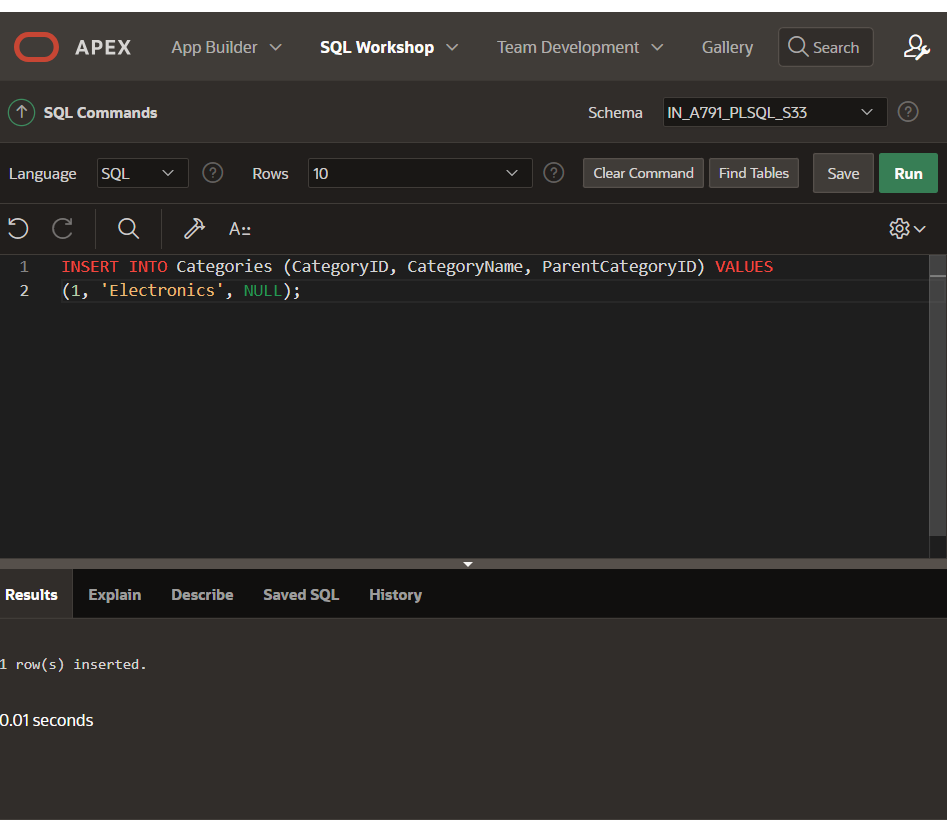 APEX App Builder SQL Workshop Team Development Gallery Search
SQL Commands Schema IN_A791_PLSQL_S33 ?
Language SQL ? Rows 10 ? Clear Command Find Tables Save Run
A::
1 INSERT INTO Categories (CategoryID, CategoryName, ParentCategoryID) VALUES
2 (1, 'Electronics', NULL);
Results Explain Describe Saved SQL History
1 row(s) inserted.
0.01 seconds